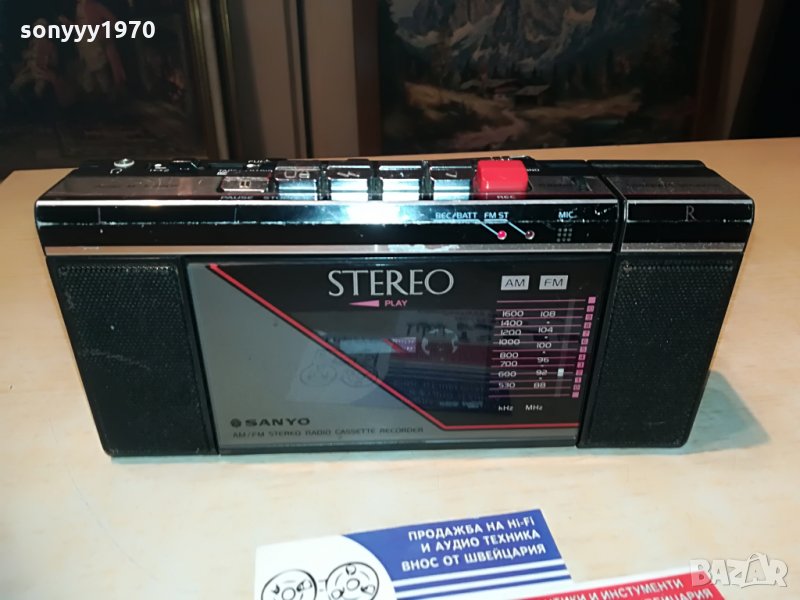 sonyyy1970
PAUSE
REC
REC/BATT FM ST
MIC
R
STEREO
PLAY
AM FM
1600 108
1400
1200 104
1000 100
800
700 96
600 92
530 88
kHz MHz
SANYO
AM/FM STEREO RADIO CASSETTE RECORDER
ПРОДАЖБА НА HI-FI
И АУДИО ТЕХНИКА
ВНОС ОТ ШВЕЙЦАРИЯ
И ИНСТУМЕНТИ
BAZAR